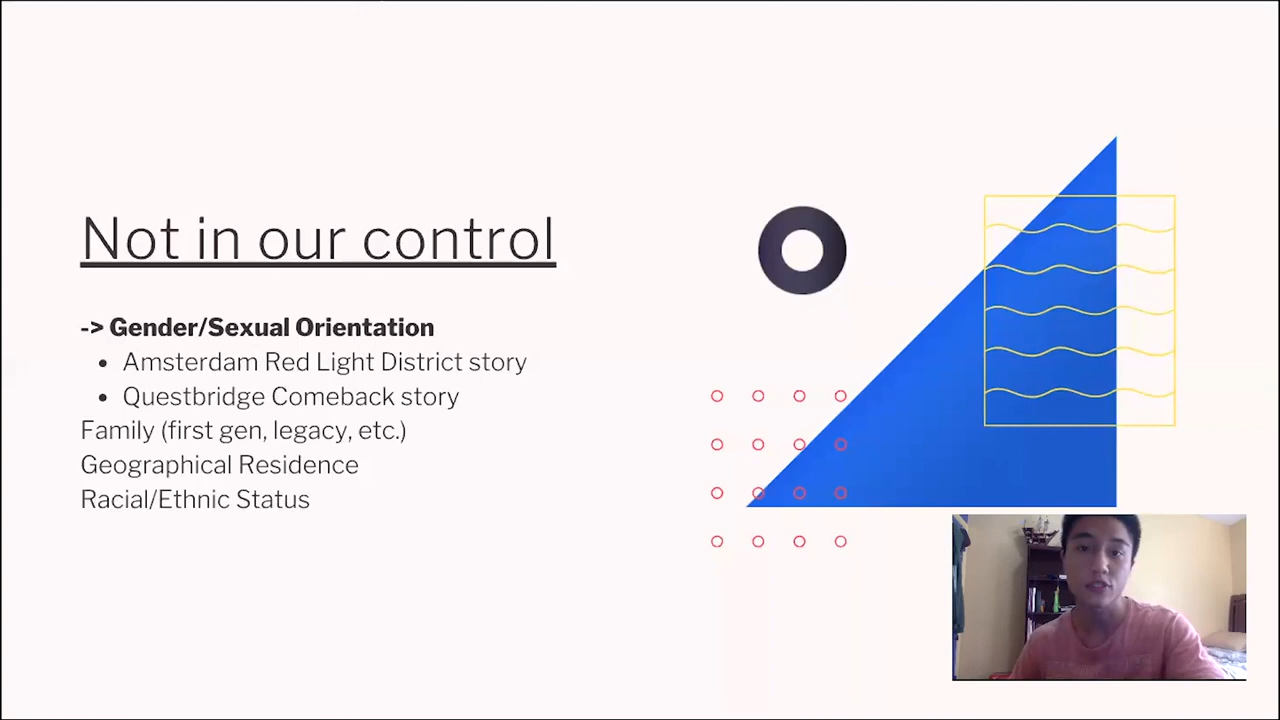 Not in our control
-> Gender/Sexual Orientation
• Amsterdam Red Light District story
• Questbridge Comeback story
Family (first gen, legacy, etc.)
Geographical Residence
Racial/Ethnic Status